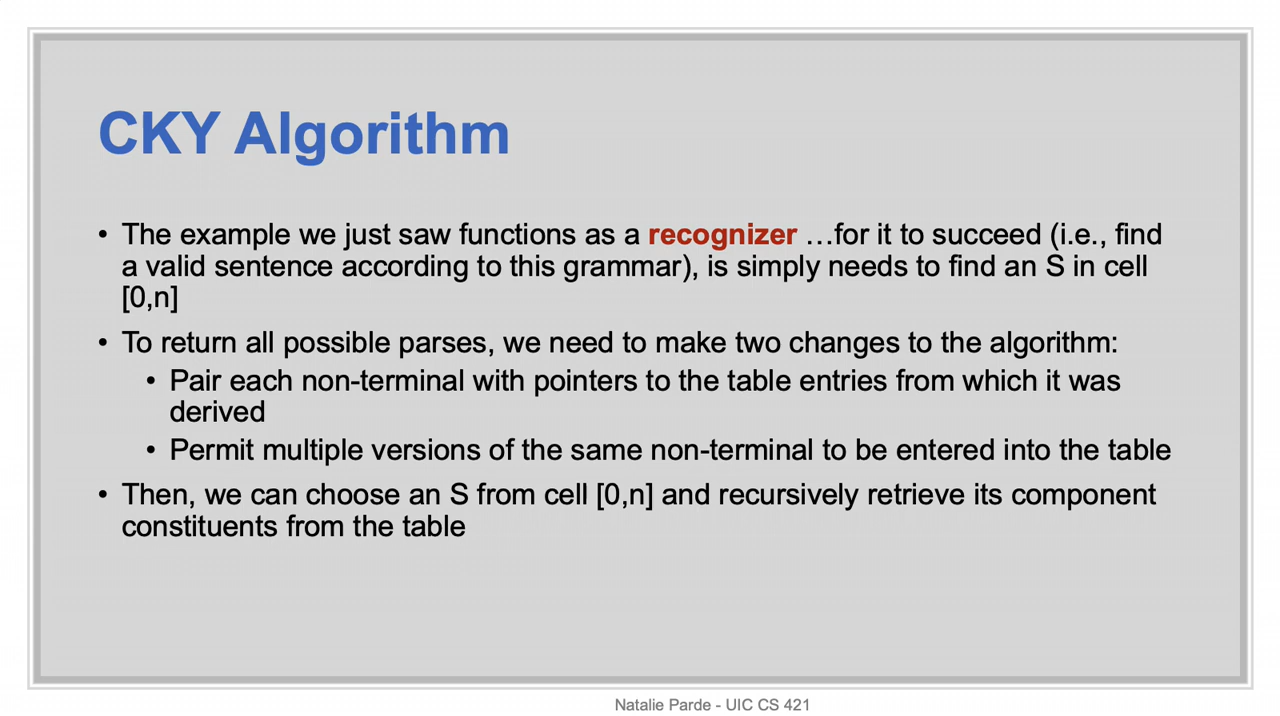 CKY Algorithm
• The example we just saw functions as a recognizer …for it to succeed (i.e., find
a valid sentence according to this grammar), is simply needs to find an S in cell
[0,n]
• To return all possible parses, we need to make two changes to the algorithm:
• Pair each non-terminal with pointers to the table entries from which it was
derived
• Permit multiple versions of the same non-terminal to be entered into the table
• Then, we can choose an S from cell [0,n] and recursively retrieve its component
constituents from the table
Natalie Parde - UIC CS 421